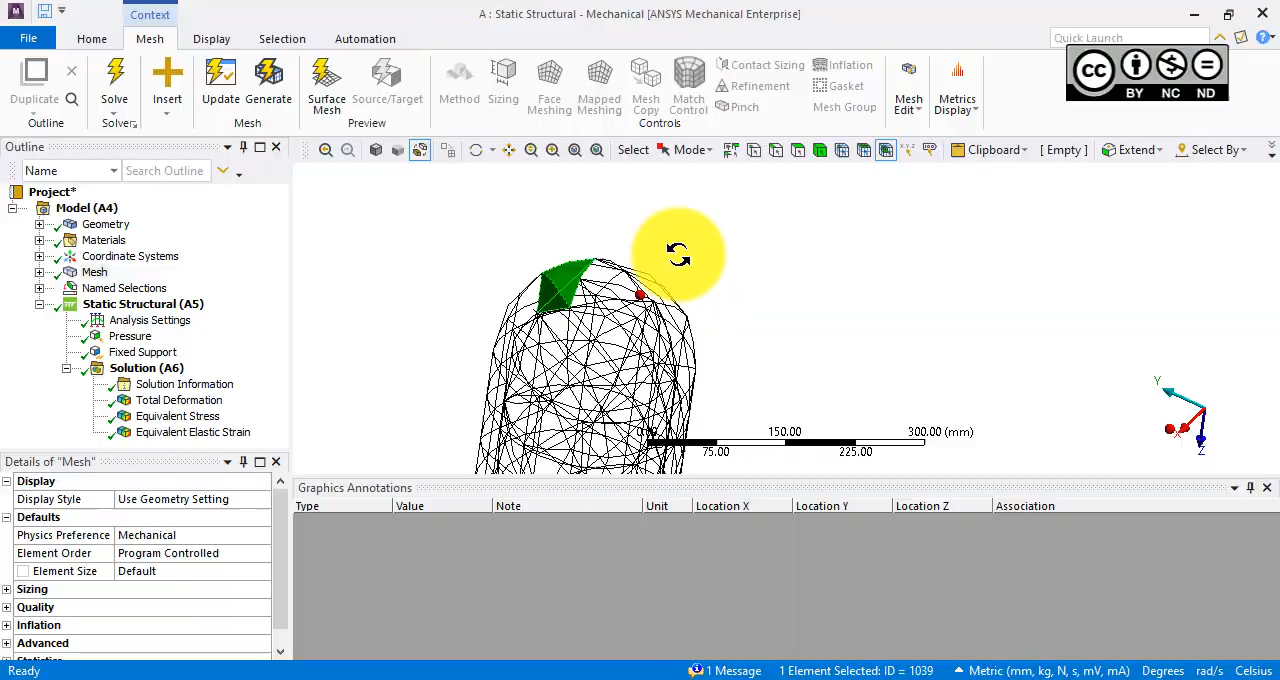 Context
A : Static Structural - Mechanical [ANSYS Mechanical Enterprise]
File Home Mesh Display Selection Automation
Quick Launch
Duplicate
Outline
Solve
Solver
Insert
Update Generate
Mesh
Surface Mesh Source/Target
Preview
Method Sizing Face Meshing Mapped Meshing Mesh Copy Match Control
Contact Sizing Inflation
Refinement Gasket
Pinch Mesh Group
Controls
Mesh Edit
Metrics Display
CC BY NC ND
Outline
Select Mode Clipboard [ Empty ] Extend Select By
Name Search Outline
Project*
Model (A4)
Geometry
Materials
Coordinate Systems
Mesh
Named Selections
Static Structural (A5)
Analysis Settings
Pressure
Fixed Support
Solution (A6)
Solution Information
Total Deformation
Equivalent Stress
Equivalent Elastic Strain
150.00 300.00 (mm)
75.00 225.00
Y
X
Z
Details of "Mesh"
Display
Display Style Use Geometry Setting
Defaults
Physics Preference Mechanical
Element Order Program Controlled
Element Size Default
Sizing
Quality
Inflation
Advanced
Statistics
Graphics Annotations
Type Value Note Unit Location X Location Y Location Z Association
Ready
1 Message 1 Element Selected: ID = 1039 Metric (mm, kg, N, s, mV, mA) Degrees rad/s Celsius